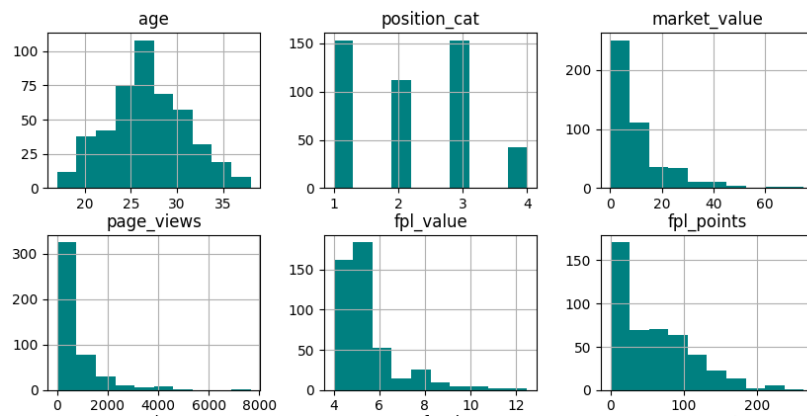 age position_cat market_value
100 75 50 25 0
150 100 50 0
200 100 0
20 25 30 35
1 2 3 4
0 20 40 60
page_views fpl_value fpl_points
300 200 100 0
150 100 50 0
150 100 50 0
0 2000 4000 6000 8000
4 6 8 10 12
0 100 200